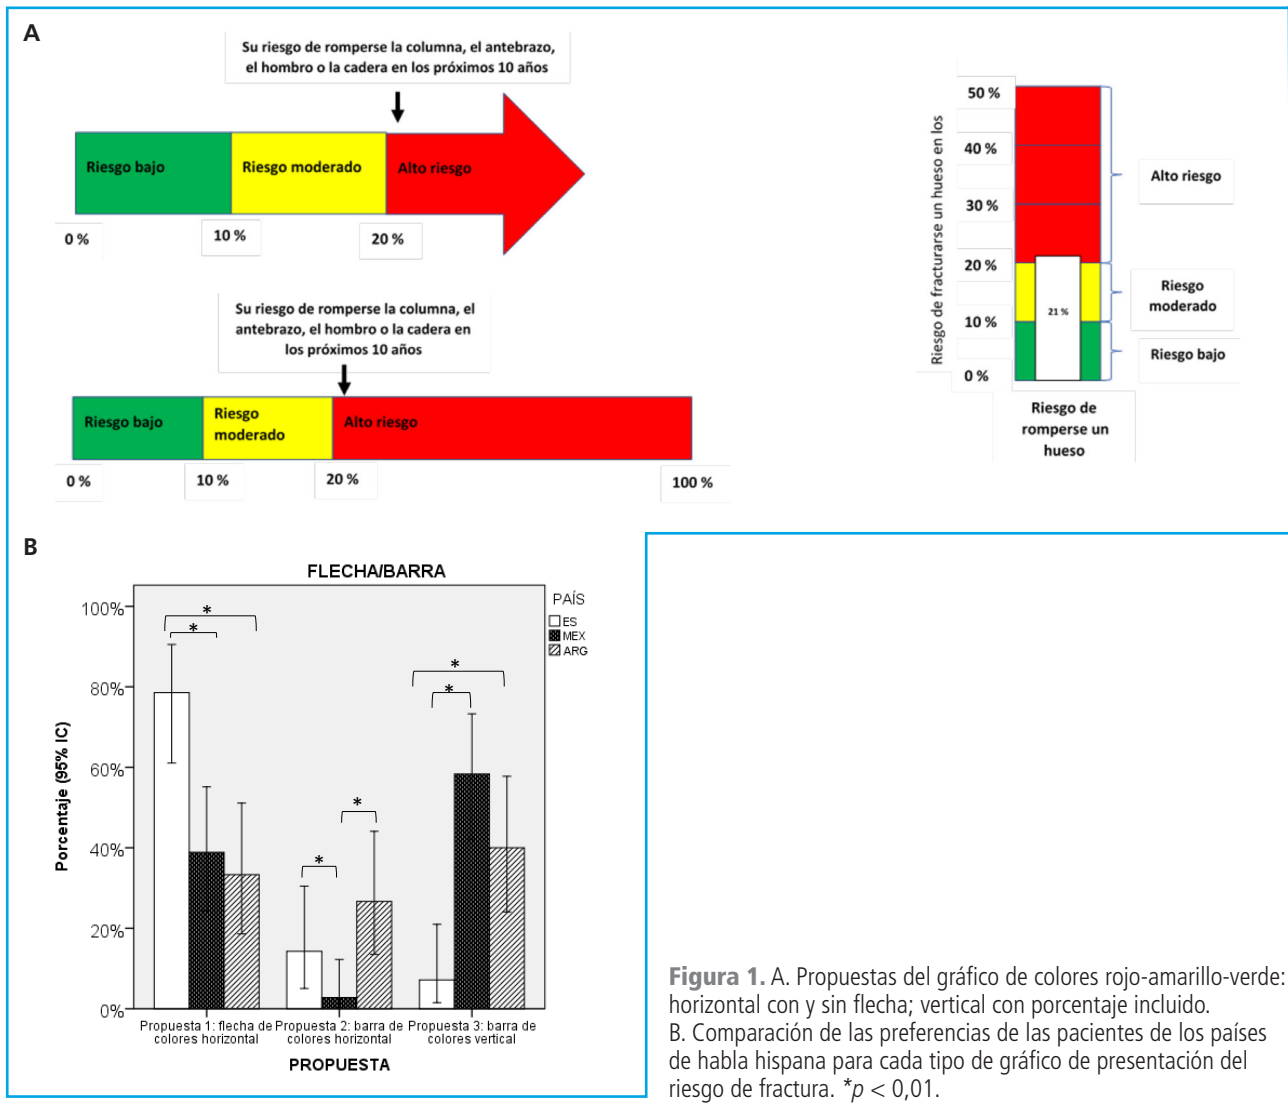 A
Su riesgo de romperse la columna, el antebrazo,
el hombro o la cadera en los próximos 10 años
Riesgo bajo
Riesgo moderado
Alto riesgo
0 %
10 %
20 %
Su riesgo de romperse la columna, el
antebrazo, el hombro o la cadera en
los próximos 10 años
Riesgo bajo
Riesgo
moderado
Alto riesgo
0 %
10 %
20 %
100 %
Riesgo de fracturarse un hueso en los
50 %
40 %
30 %
20 %
10 %
0 %
21 %
Alto riesgo
Riesgo
moderado
Riesgo bajo
Riesgo de
romperse un
hueso
B
FLECHA/BARRA
PAÍS
ES
MEX
ARG
Porcentaje (95% IC)
100%
80%
60%
40%
20%
0%
*
*
*
*
*
*
Propuesta 1: flecha de
colores horizontal
Propuesta 2: barra de
colores horizontal
Propuesta 3: barra de
colores vertical
PROPUESTA
Figura 1. A. Propuestas del gráfico de colores rojo-amarillo-verde:
horizontal con y sin flecha; vertical con porcentaje incluido.
B. Comparación de las preferencias de las pacientes de los países
de habla hispana para cada tipo de gráfico de presentación del
riesgo de fractura. *p < 0,01.